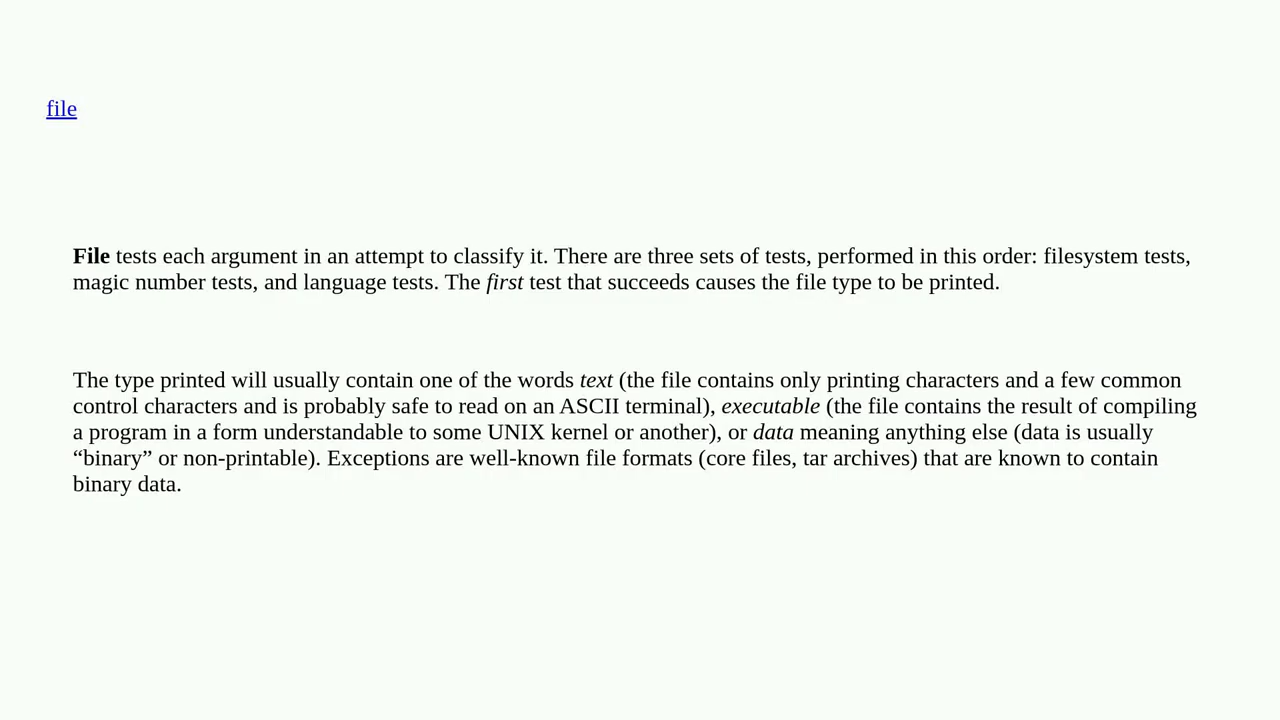 file
File tests each argument in an attempt to classify it. There are three sets of tests, performed in this order: filesystem tests,
magic number tests, and language tests. The first test that succeeds causes the file type to be printed.
The type printed will usually contain one of the words text (the file contains only printing characters and a few common
control characters and is probably safe to read on an ASCII terminal), executable (the file contains the result of compiling
a program in a form understandable to some UNIX kernel or another), or data meaning anything else (data is usually
“binary” or non-printable). Exceptions are well-known file formats (core files, tar archives) that are known to contain
binary data.